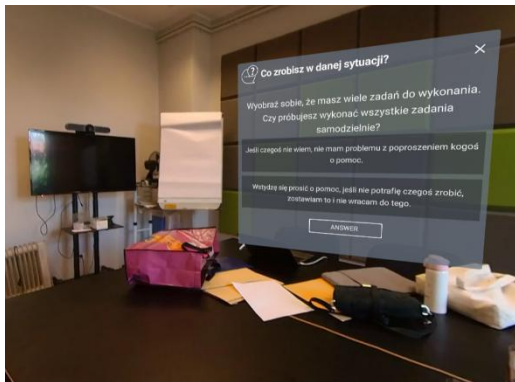 Co zrobisz w danej sytuacji?
Wyobraź sobie, że masz wiele zadań do wykonania.
Czy próbujesz wykonać wszystkie zadania
samodzielnie?
Jeśli czegoś nie wiem, nie mam problemu z poproszeniem kogoś
o pomoc.
Wstydzę się prosić o pomoc, jeśli nie potrafię czegoś zrobić,
zostawiam to i nie wracam do tego.
ANSWER